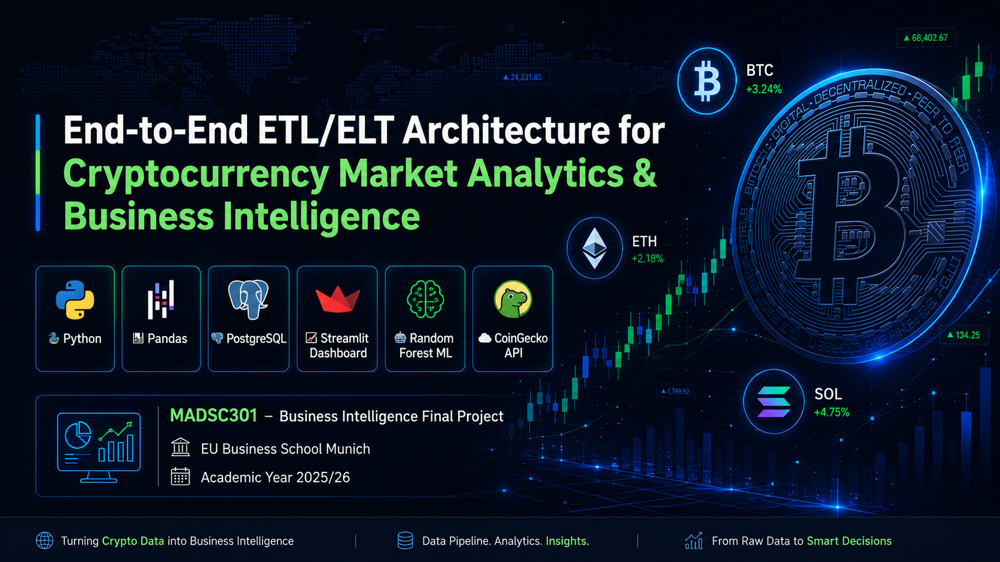 ▲ 68,402.67
▲ 24,231.85
BTC
+3.24%
DIGITAL • DECENTRALIZED • PEER TO PEER
End-to-End ETL/ELT Architecture for
Cryptocurrency Market Analytics &
Business Intelligence
ETH
+2.18%
Python
Pandas
PostgreSQL
Streamlit
Dashboard
Random
Forest ML
CoinGecko
API
▲ 134.25
▲ 1,749.92
SOL
+4.75%
MADSC301 – Business Intelligence Final Project
EU Business School Munich
Academic Year 2025/26
Turning Crypto Data into Business Intelligence
Data Pipeline. Analytics. Insights.
From Raw Data to Smart Decisions